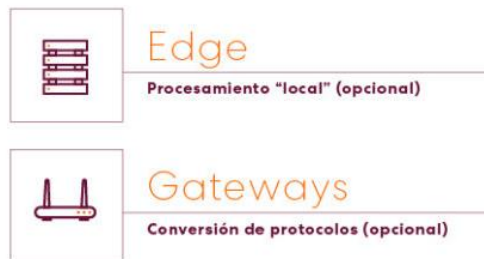 Edge
Procesamiento “local” (opcional)
Gateways
Conversión de protocolos (opcional)